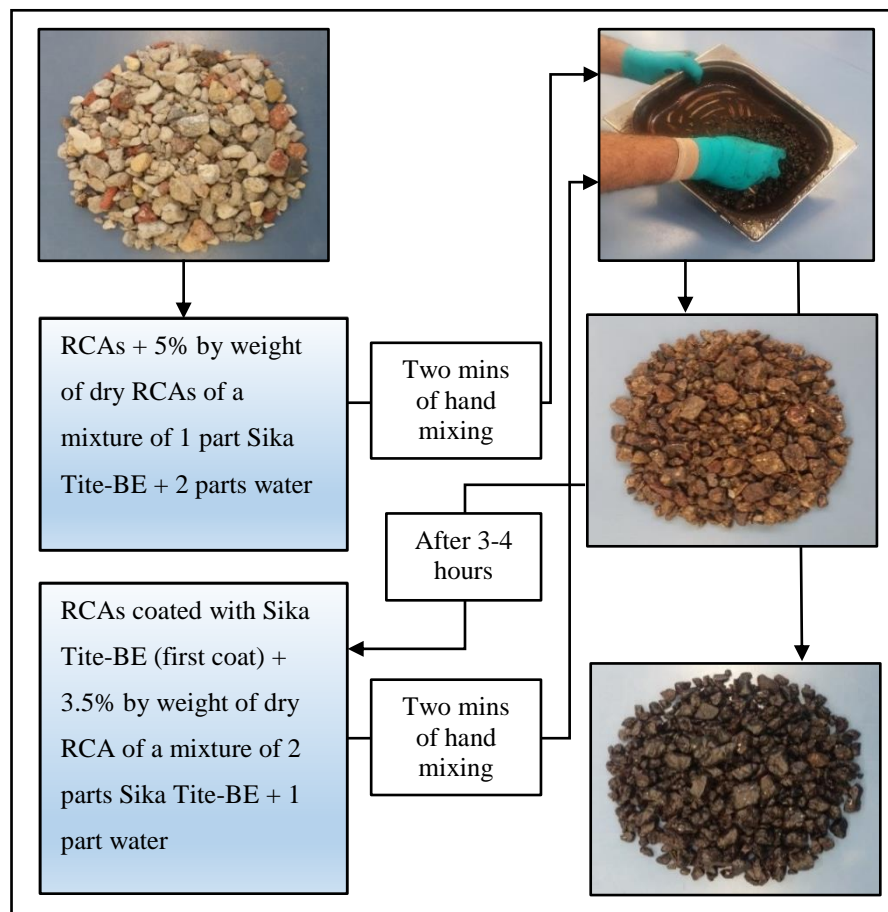 RCAs + 5% by weight
of dry RCAs of a
mixture of 1 part Sika
Tite-BE + 2 parts water
Two mins
of hand
mixing
After 3-4
hours
RCAs coated with Sika
Tite-BE (first coat) +
3.5% by weight of dry
RCA of a mixture of 2
parts Sika Tite-BE + 1
part water
Two mins
of hand
mixing